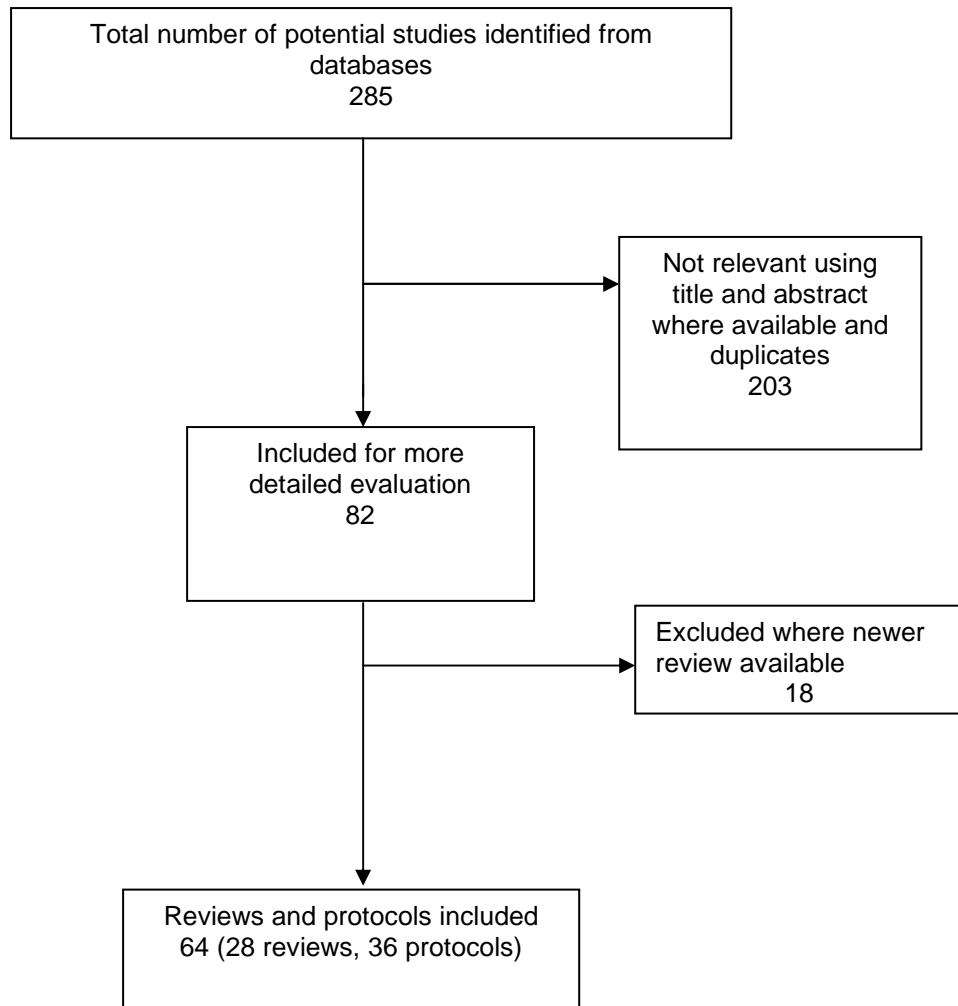 Total number of potential studies identified from
databases
285
Not relevant using
title and abstract
where available and
duplicates
203
Included for more
detailed evaluation
82
Excluded where newer
review available
18
Reviews and protocols included
64 (28 reviews, 36 protocols)